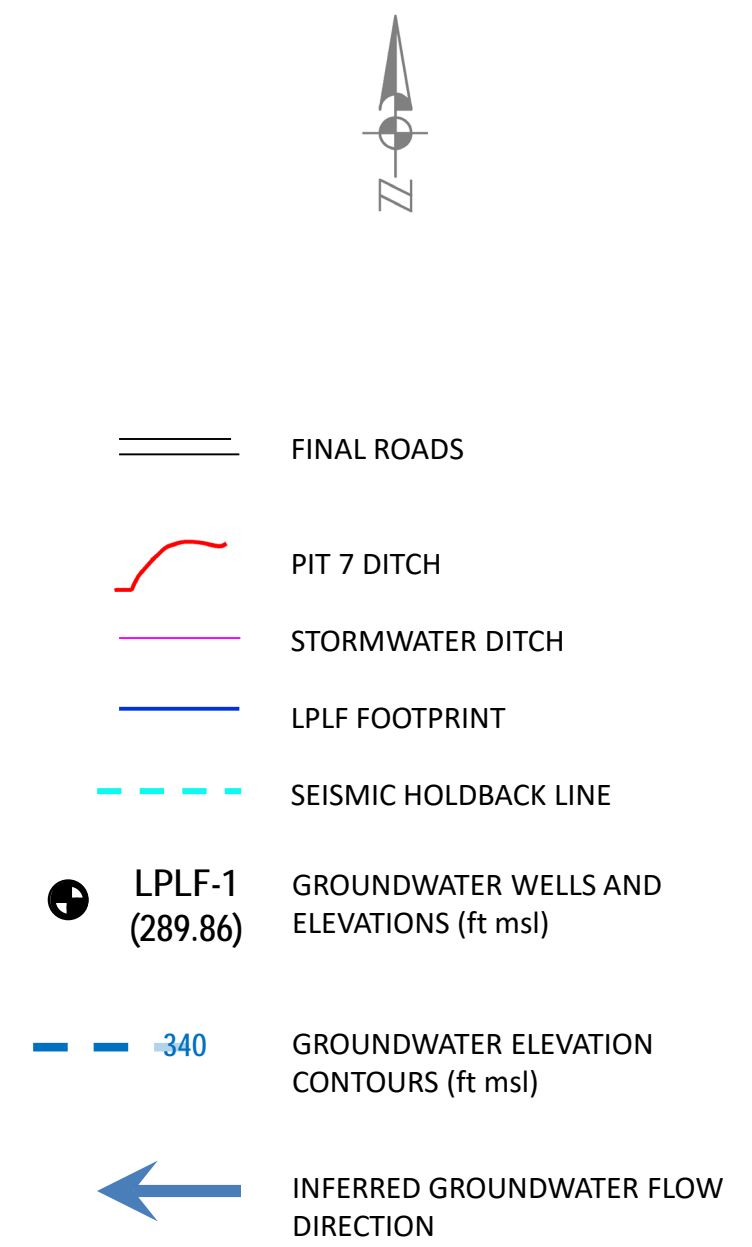 N
FINAL ROADS
PIT 7 DITCH
STORMWATER DITCH
LPLF FOOTPRINT
SEISMIC HOLDBACK LINE
LPLF-1
(289.86)
GROUNDWATER WELLS AND
ELEVATIONS (ft msl)
340
GROUNDWATER ELEVATION
CONTOURS (ft msl)
INFERRED GROUNDWATER FLOW
DIRECTION